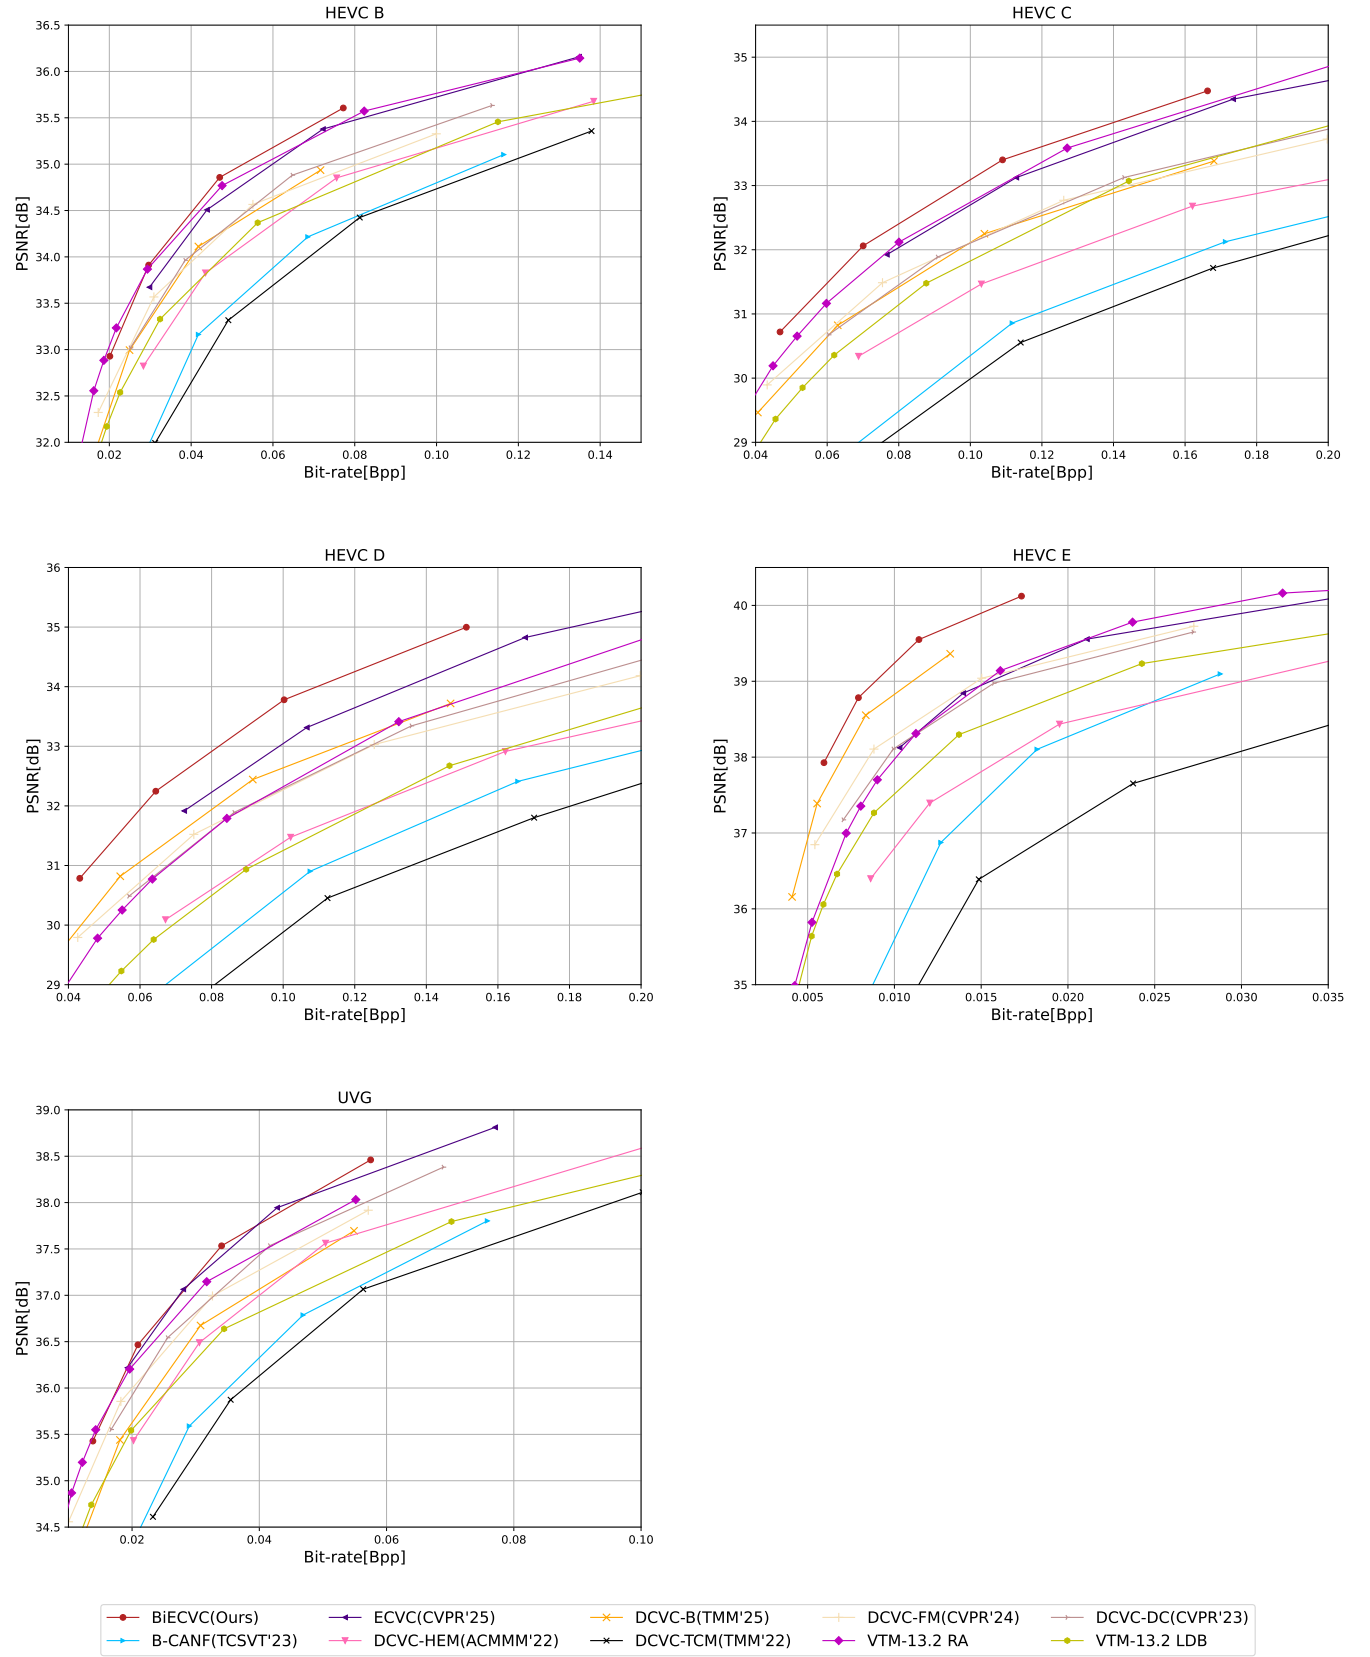 HEVC B
36.5
36.0
35.5
35.0
34.5
34.0
33.5
33.0
32.5
32.0
PSNR[dB]
0.02 0.04 0.06 0.08 0.10 0.12 0.14
Bit-rate[Bpp]
HEVC C
35
34
33
32
31
30
29
PSNR[dB]
0.04 0.06 0.08 0.10 0.12 0.14 0.16 0.18 0.20
Bit-rate[Bpp]
HEVC D
36
35
34
33
32
31
30
29
PSNR[dB]
0.04 0.06 0.08 0.10 0.12 0.14 0.16 0.18 0.20
Bit-rate[Bpp]
HEVC E
40
39
38
37
36
35
PSNR[dB]
0.005 0.010 0.015 0.020 0.025 0.030 0.035
Bit-rate[Bpp]
UVG
39.0
38.5
38.0
37.5
37.0
36.5
36.0
35.5
35.0
34.5
PSNR[dB]
0.02 0.04 0.06 0.08 0.10
Bit-rate[Bpp]
BiECVC(Ours) ECVC(CVPR'25) DCVC-B(TMM'25) DCVC-FM(CVPR'24) DCVC-DC(CVPR'23)
B-CANF(TCSVT'23) DCVC-HEM(ACMMM'22) DCVC-TCM(TMM'22) VTM-13.2 RA VTM-13.2 LDB